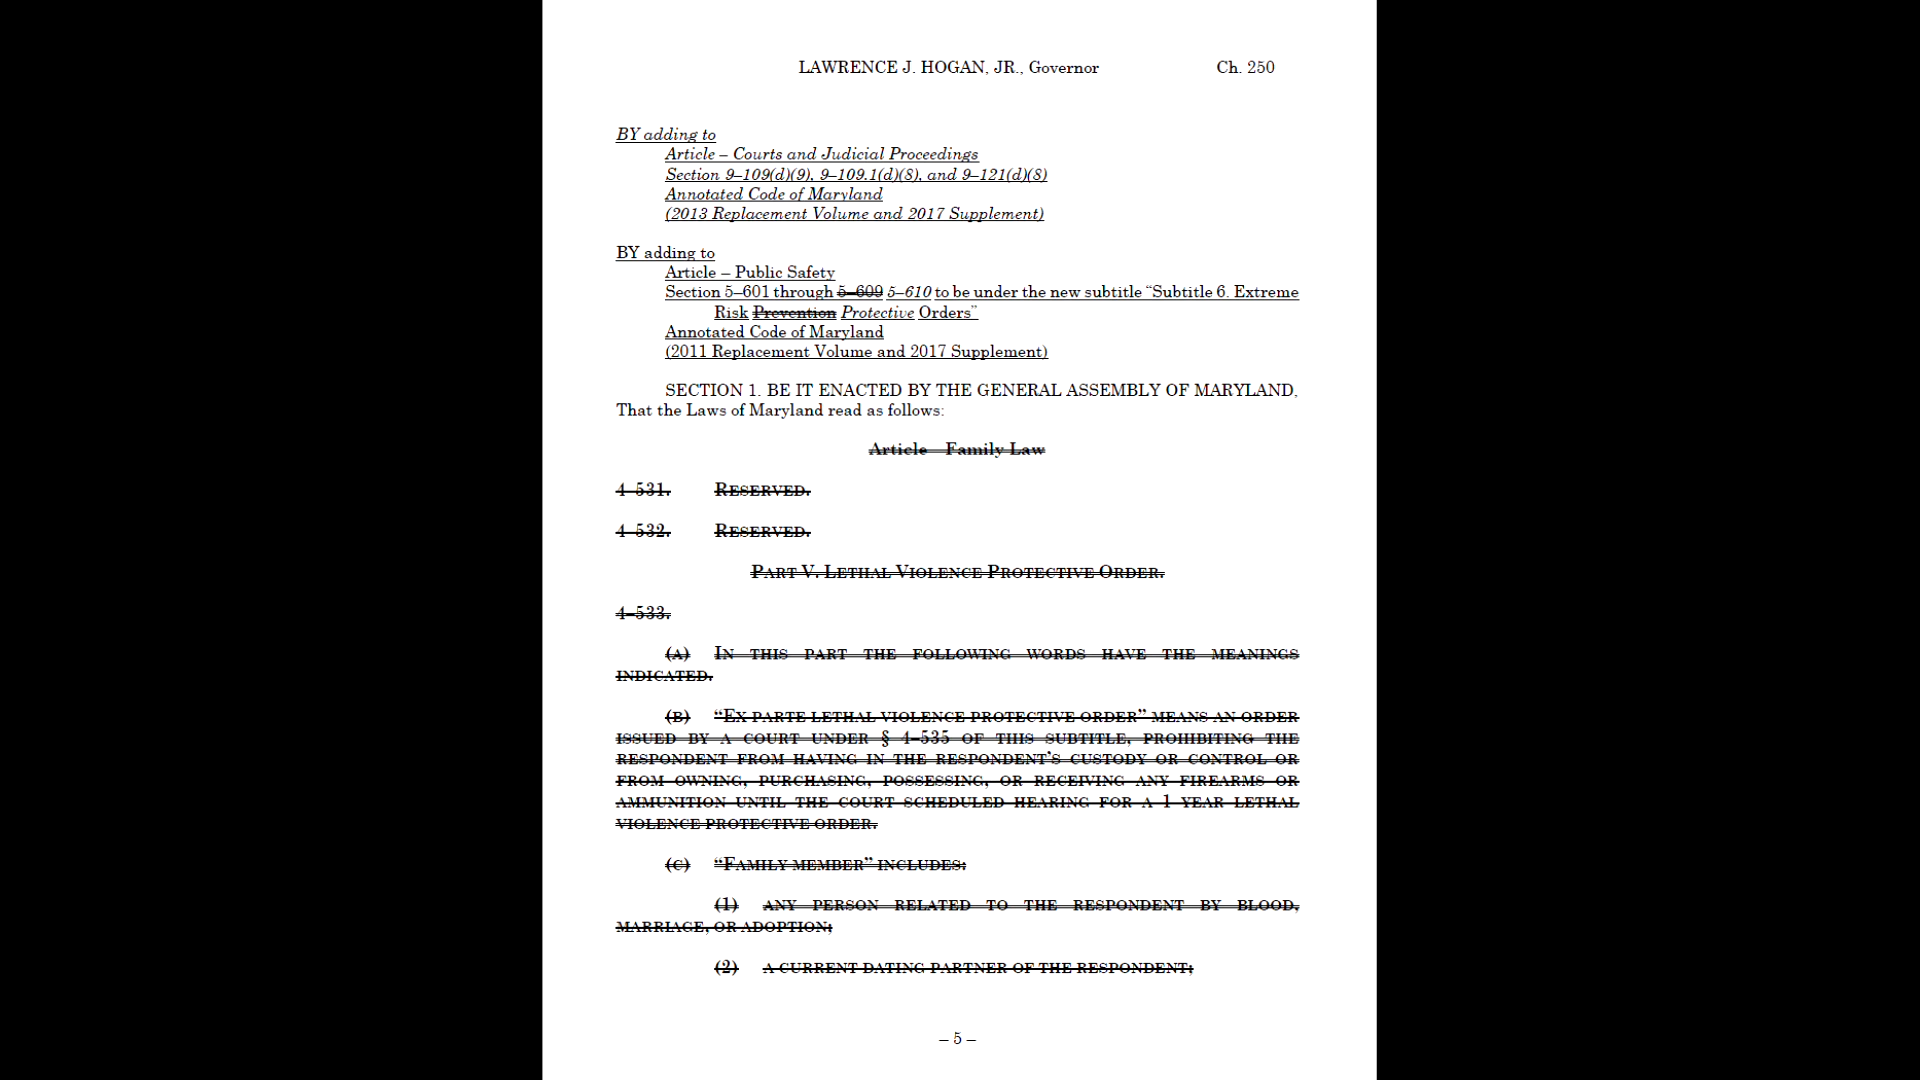 LAWRENCE J. HOGAN, JR., Governor Ch. 250
BY adding to
Article – Courts and Judicial Proceedings
Section 9–109(d)(9), 9–109.1(d)(8), and 9–121(d)(8)
Annotated Code of Maryland
(2013 Replacement Volume and 2017 Supplement)
BY adding to
Article – Public Safety
Section 5–601 through 5–609 5–610 to be under the new subtitle “Subtitle 6. Extreme
Risk Prevention Protective Orders”
Annotated Code of Maryland
(2011 Replacement Volume and 2017 Supplement)
SECTION 1. BE IT ENACTED BY THE GENERAL ASSEMBLY OF MARYLAND,
That the Laws of Maryland read as follows:
Article – Family Law
4–531. RESERVED.
4–532. RESERVED.
PART V. LETHAL VIOLENCE PROTECTIVE ORDER.
4–533.
(A) IN THIS PART THE FOLLOWING WORDS HAVE THE MEANINGS
INDICATED.
(B) “EX PARTE LETHAL VIOLENCE PROTECTIVE ORDER” MEANS AN ORDER
ISSUED BY A COURT UNDER § 4–535 OF THIS SUBTITLE, PROHIBITING THE
RESPONDENT FROM HAVING IN THE RESPONDENT’S CUSTODY OR CONTROL OR
FROM OWNING, PURCHASING, POSSESSING, OR RECEIVING ANY FIREARMS OR
AMMUNITION UNTIL THE COURT SCHEDULED HEARING FOR A 1–YEAR LETHAL
VIOLENCE PROTECTIVE ORDER.
(C) “FAMILY MEMBER” INCLUDES:
(1) ANY PERSON RELATED TO THE RESPONDENT BY BLOOD,
MARRIAGE, OR ADOPTION;
(2) A CURRENT DATING PARTNER OF THE RESPONDENT;
– 5 –